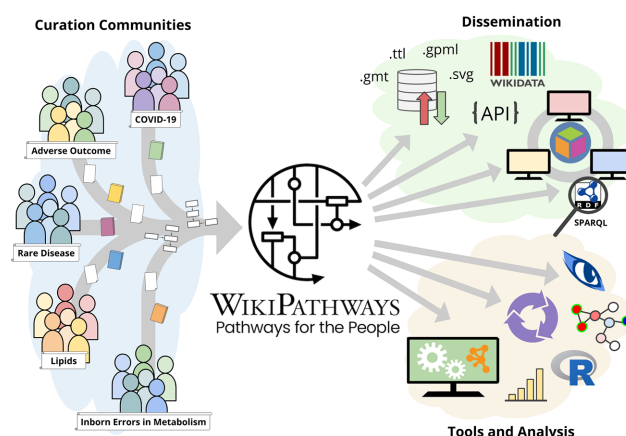 Curation Communities
COVID-19
Adverse Outcome
Rare Disease
Lipids
Inborn Errors in Metabolism
WIKIPATHWAYS
Pathways for the People
Dissemination
.ttl
.gpml
.gmt
.svg
WIKIDATA
{API}
RDF
SPARQL
R
Tools and Analysis